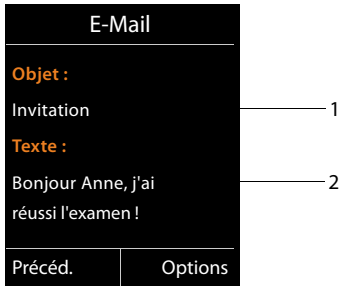 E-Mail
Objet :
Invitation
1
Texte :
Bonjour Anne, j'ai
2
réussi l'examen !
Précéd. Options